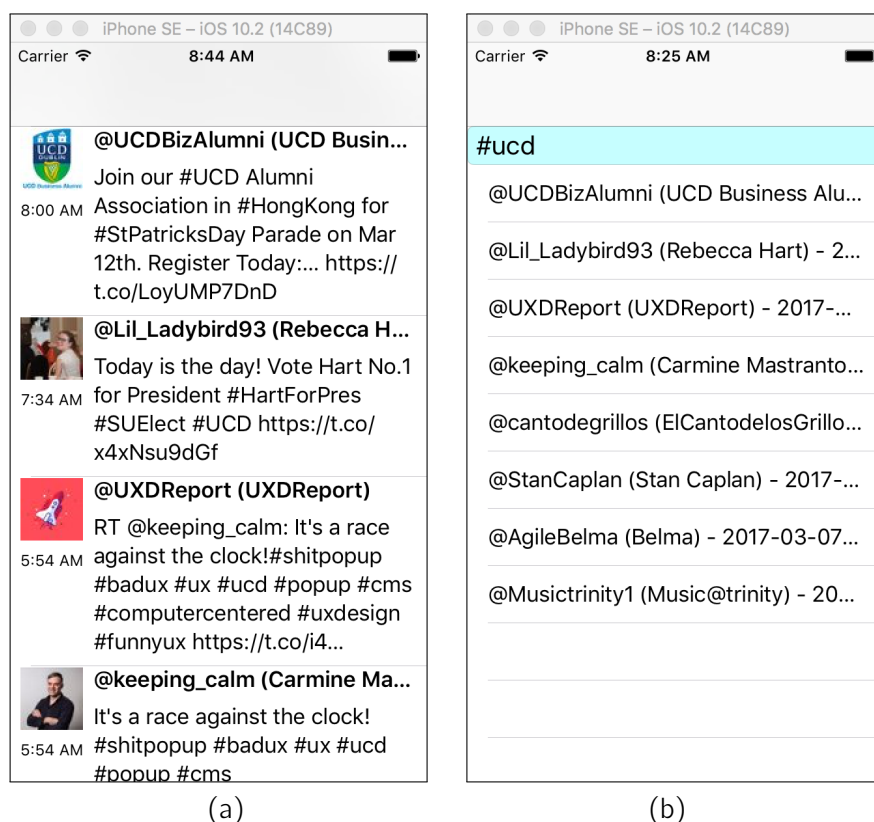 iPhone SE – iOS 10.2 (14C89)
Carrier
8:44 AM
UCD
DUBLIN
UCD Business Alumni
8:00 AM
@UCDBizAlumni (UCD Busin...
Join our #UCD Alumni
Association in #HongKong for
#StPatricksDay Parade on Mar
12th. Register Today:... https://
t.co/LoyUMP7DnD
7:34 AM
@Lil_Ladybird93 (Rebecca H...
Today is the day! Vote Hart No.1
for President #HartForPres
#SUElect #UCD https://t.co/
x4xNsu9dGf
5:54 AM
@UXDReport (UXDReport)
RT @keeping_calm: It's a race
against the clock!#shitpopup
#badux #ux #ucd #popup #cms
#computercentered #uxdesign
#funnyux https://t.co/i4...
5:54 AM
@keeping_calm (Carmine Ma...
It's a race against the clock!
#shitpopup #badux #ux #ucd
#popup #cms
(a)
iPhone SE – iOS 10.2 (14C89)
Carrier
8:25 AM
#ucd
@UCDBizAlumni (UCD Business Alu...
@Lil_Ladybird93 (Rebecca Hart) - 2...
@UXDReport (UXDReport) - 2017-...
@keeping_calm (Carmine Mastranto...
@cantodegrillos (ElCantodelosGrillo...
@StanCaplan (Stan Caplan) - 2017-...
@AgileBelma (Belma) - 2017-03-07...
@Musictrinity1 (Music@trinity) - 20...
(b)